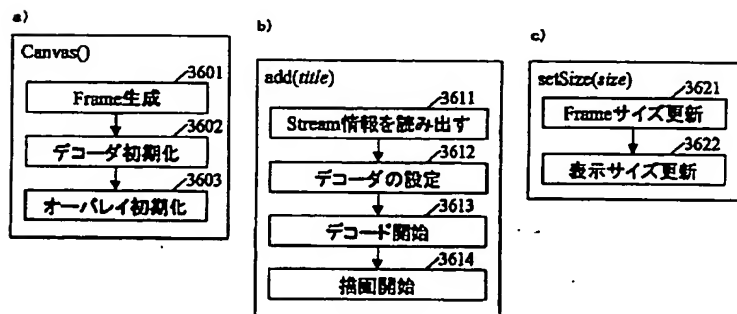 a)
Canvas()
3601
Frame生成
3602
デコーダ初期化
3603
オーバレイ初期化
b)
add(title)
3611
Stream情報を読み出す
3612
デコーダの設定
3613
デコード開始
3614
描画開始
c)
setSize(size)
3621
Frameサイズ更新
3622
表示サイズ更新